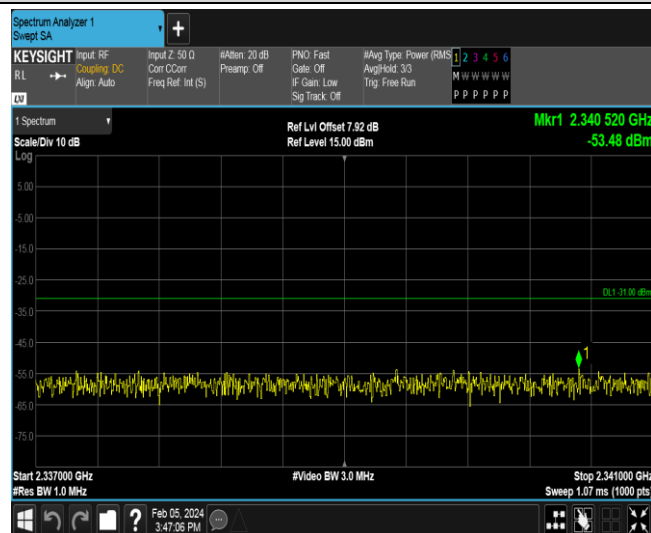 Spectrum Analyzer 1
Swept SA
+
KEYSIGHT
RL
Input: RF
Coupling: DC
Align: Auto
Input Z: 50 Ω
Corr CCorr
Freq Ref: Int (S)
#Atten: 20 dB
Preamp: Off
PNO: Fast
Gate: Off
IF Gain: Low
Sig Track: Off
#Avg Type: Power (RMS
Avg|Hold: 3/3
Trig: Free Run
1 2 3 4 5 6
M W W W W W
P P P P P P
LXI
1 Spectrum
Scale/Div 10 dB
Log
Ref Lvl Offset 7.92 dB
Ref Level 15.00 dBm
Mkr1 2.340 520 GHz
-53.48 dBm
5.00
-5.00
-15.0
-25.0
DL1 -31.00 dBm
-35.0
-45.0
1
-55.0
-65.0
-75.0
Start 2.337000 GHz
#Res BW 1.0 MHz
#Video BW 3.0 MHz
Stop 2.341000 GHz
Sweep 1.07 ms (1000 pts)
?
Feb 05, 2024
3:47:06 PM